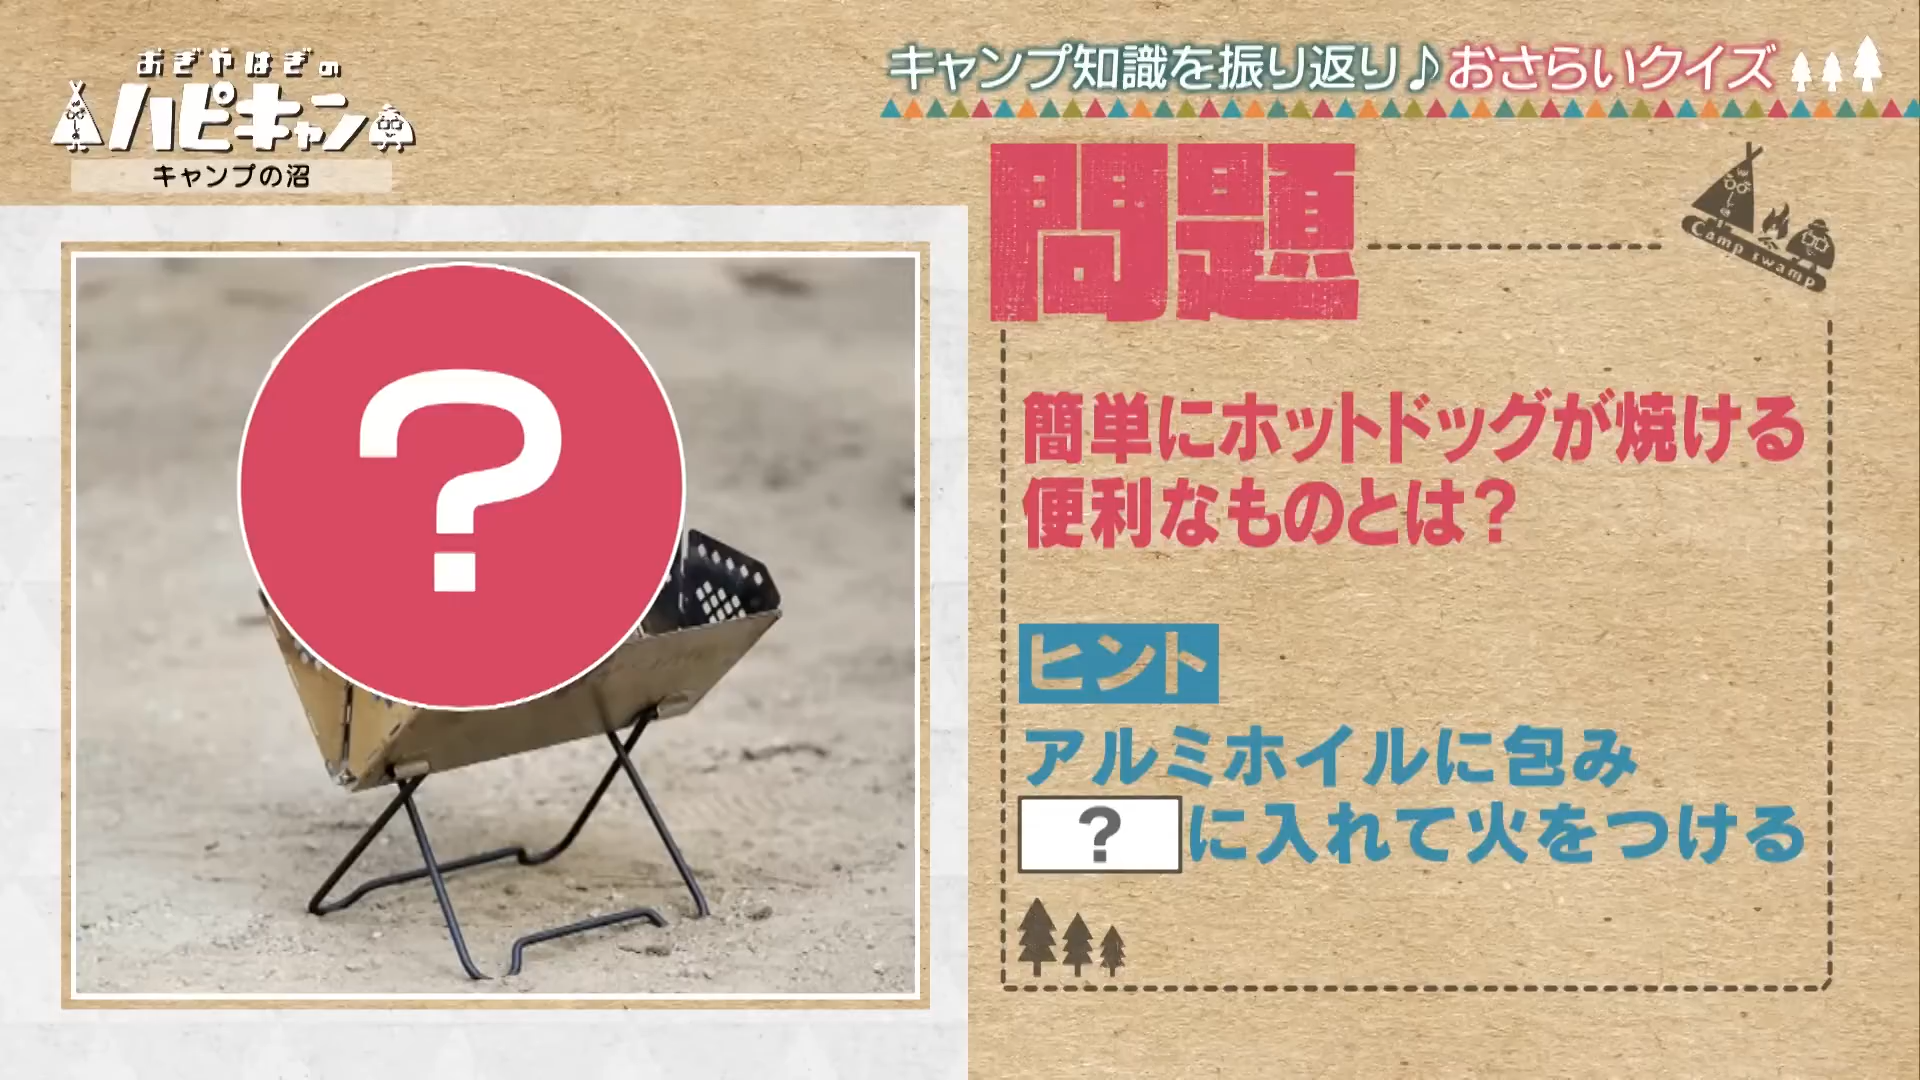 おぎやはぎの
ハピキャン
キャンプの沼
キャンプ知識を振り返り♪おさらいクイズ
問題
Camp swamp
簡単にホットドッグが焼ける
便利なものとは？
ヒント
アルミホイルに包み
?に入れて火をつける
?